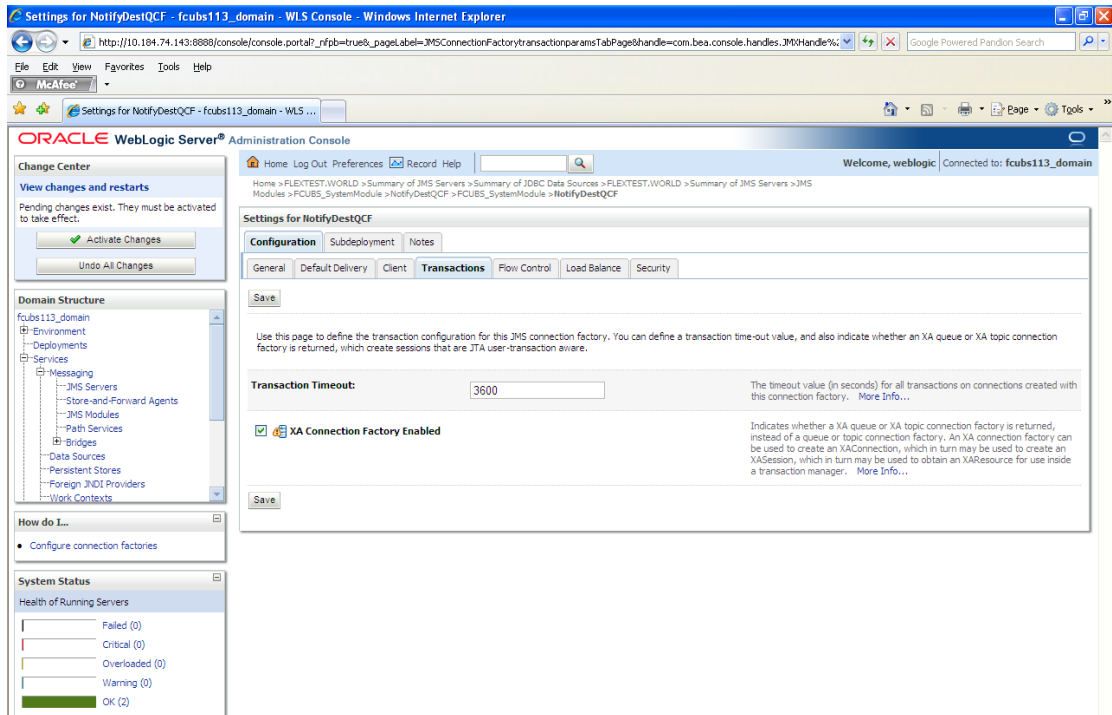 Settings for NotifyDestQCF - fcubs113_domain - WLS Console - Windows Internet Explorer
http://10.184.74.143:8888/console/console.portal?_nfpb=true&_pageLabel=JMSConnectionFactorytransactionparamsTabPage&handle=com.bea.console.handles.JMXHandle%
Google Powered Pandion Search
File Edit View Favorites Tools Help
McAfee
Settings for NotifyDestQCF - fcubs113_domain - WLS ...
Page Tools
ORACLE WebLogic Server® Administration Console
Change Center
View changes and restarts
Pending changes exist. They must be activated
to take effect.
Activate Changes
Undo All Changes
Domain Structure
fcubs113_domain
Environment
Deployments
Services
Messaging
JMS Servers
Store-and-Forward Agents
JMS Modules
Path Services
Bridges
Data Sources
Persistent Stores
Foreign JNDI Providers
Work Contexts
How do I...
Configure connection factories
System Status
Health of Running Servers
Failed (0)
Critical (0)
Overloaded (0)
Warning (0)
OK (2)
Home Log Out Preferences Record Help
Welcome, weblogic Connected to: fcubs113_domain
Home >FLEXTEST.WORLD >Summary of JMS Servers >Summary of JDBC Data Sources >FLEXTEST.WORLD >Summary of JMS Servers >JMS
Modules >FCUBS_SystemModule >NotifyDestQCF >FCUBS_SystemModule >NotifyDestQCF
Settings for NotifyDestQCF
Configuration Subdeployment Notes
General Default Delivery Client Transactions Flow Control Load Balance Security
Save
Use this page to define the transaction configuration for this JMS connection factory. You can define a transaction time-out value, and also indicate whether an XA queue or XA topic connection
factory is returned, which create sessions that are JTA user-transaction aware.
Transaction Timeout:
3600
The timeout value (in seconds) for all transactions on connections created with
this connection factory. More Info...
XA Connection Factory Enabled
Indicates whether a XA queue or XA topic connection factory is returned,
instead of a queue or topic connection factory. An XA connection factory can
be used to create an XAConnection, which in turn may be used to create an
XASession, which in turn may be used to obtain an XAResource for use inside
a transaction manager. More Info...
Save